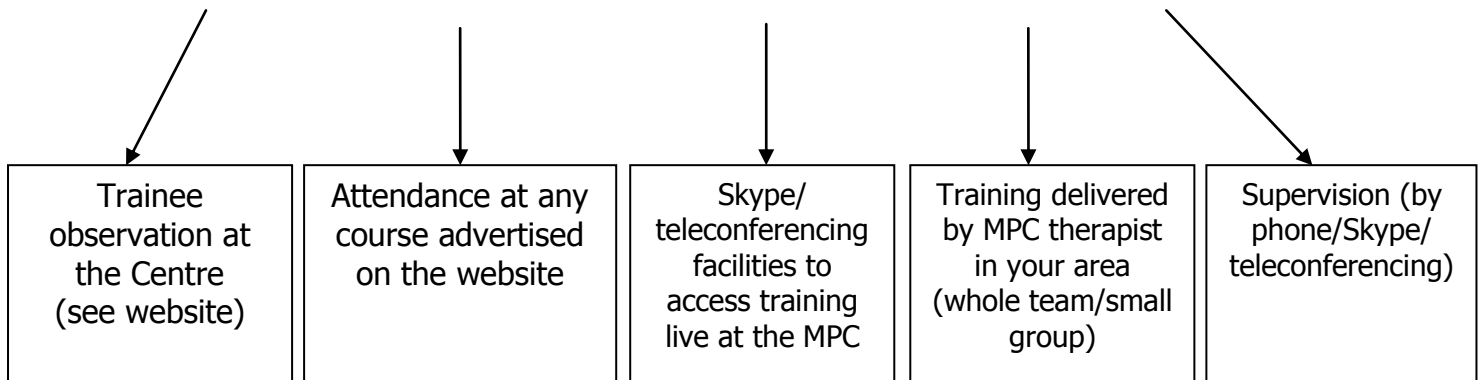 Trainee
observation at
the Centre
(see website)
Attendance at any
course advertised
on the website
Skype/
teleconferencing
facilities to
access training
live at the MPC
Training delivered
by MPC therapist
in your area
(whole team/small
group)
Supervision (by
phone/Skype/
teleconferencing)